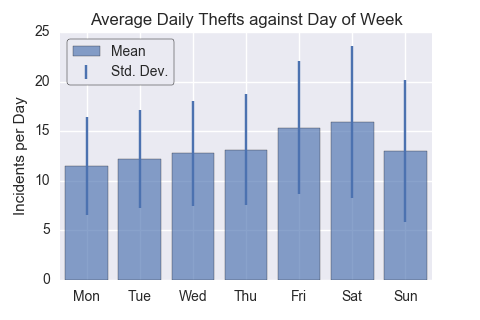 Average Daily Thefts against Day of Week
Incidents per Day
25
20
15
10
5
0
Mean
Std. Dev.
Mon Tue Wed Thu Fri Sat Sun